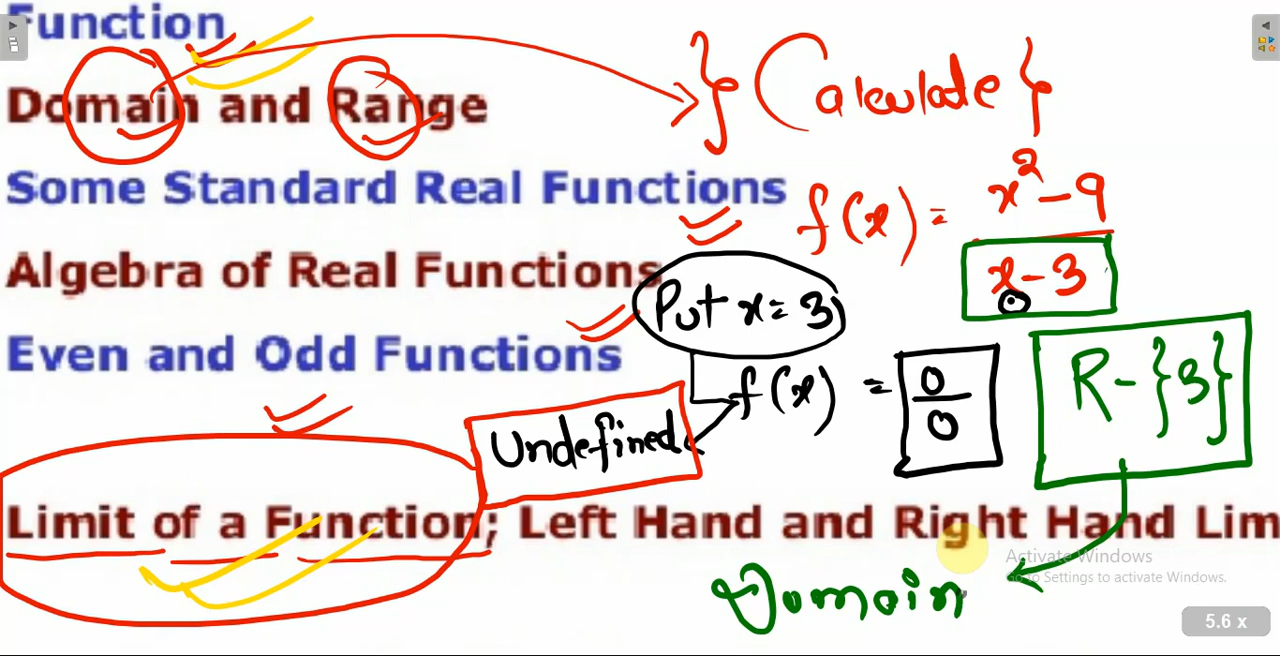 Function
Domain and Range
} Calculate }
Some Standard Real Functions
f(x) = x² - 9
x - 3
Algebra of Real Functions
Put x = 3
Even and Odd Functions
f(x) = 0
0
R - {3}
Undefined
Limit of a Function; Left Hand and Right Hand Lim
Activate Windows
Go to Settings to activate Windows.
Domain
5.6 x